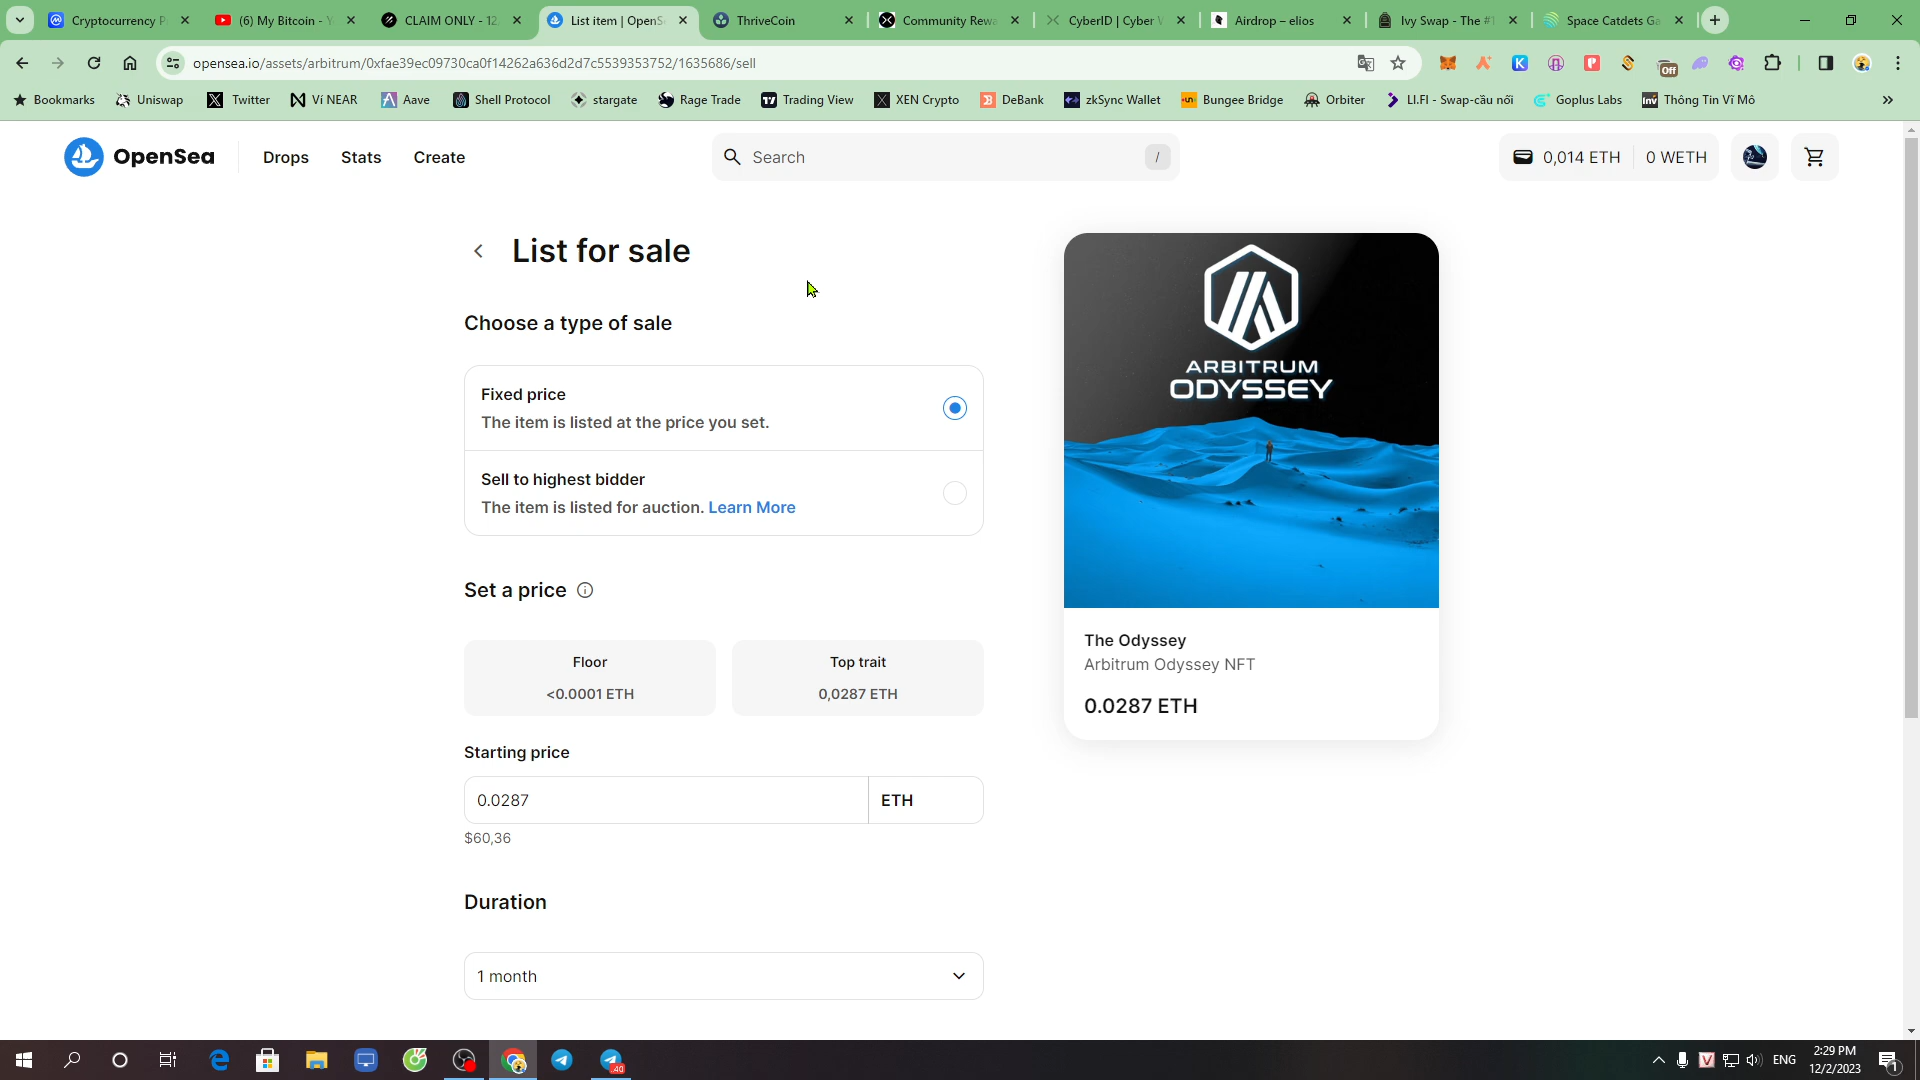 Cryptocurrency P
(6) My Bitcoin - Y
CLAIM ONLY - 12.
List item | OpenS
ThriveCoin
Community Rewa
CyberID | Cyber V
Airdrop – elios
Ivy Swap - The #1
Space Catdets Ga
opensea.io/assets/arbitrum/0xfae39ec09730ca0f14262a636d2d7c5539353752/1635686/sell
Off
Bookmarks
Uniswap
Twitter
Ví NEAR
Aave
Shell Protocol
stargate
Rage Trade
Trading View
XEN Crypto
DeBank
zkSync Wallet
Bungee Bridge
Orbiter
LI.FI - Swap-cầu nối
Goplus Labs
Thông Tin Vĩ Mô
OpenSea
Drops
Stats
Create
Search
/
0,014 ETH
0 WETH
List for sale
Choose a type of sale
Fixed price
The item is listed at the price you set.
Sell to highest bidder
The item is listed for auction. Learn More
Set a price
Floor
<0.0001 ETH
Top trait
0,0287 ETH
Starting price
0.0287
ETH
$60,36
Duration
1 month
ARBITRUM
ODYSSEY
The Odyssey
Arbitrum Odyssey NFT
0.0287 ETH
40
ENG
2:29 PM
12/2/2023
1